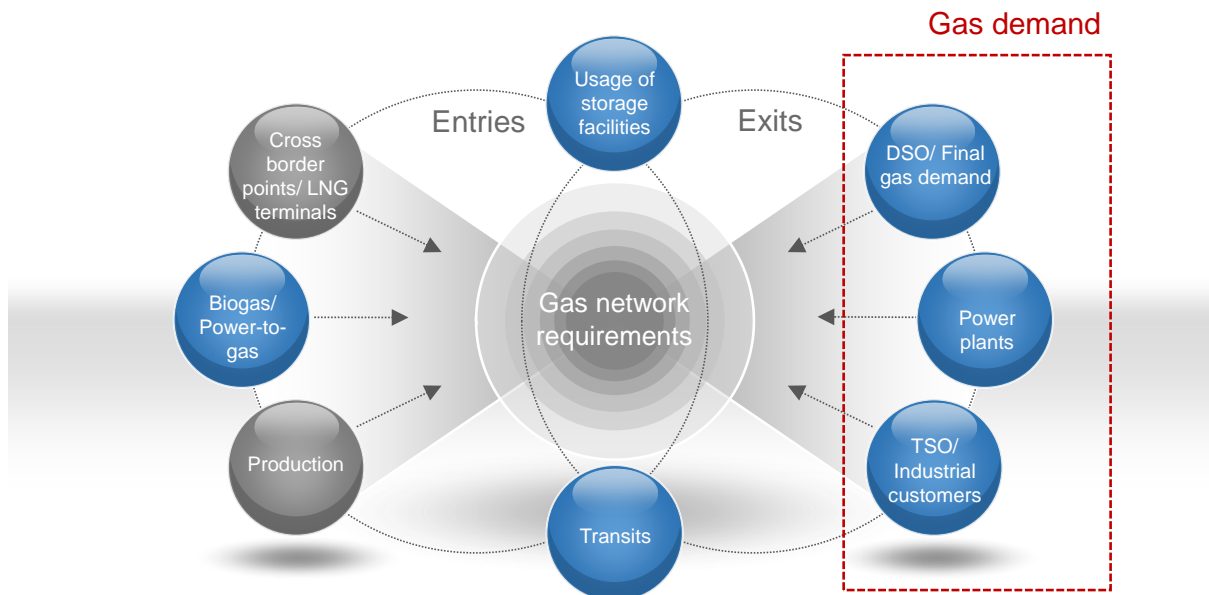 Gas demand
Usage of
storage
facilities
Entries
Exits
Cross
border
points/ LNG
terminals
DSO/ Final
gas demand
Biogas/
Power-to-
gas
Gas network
requirements
Power
plants
Production
TSO/
Industrial
customers
Transits